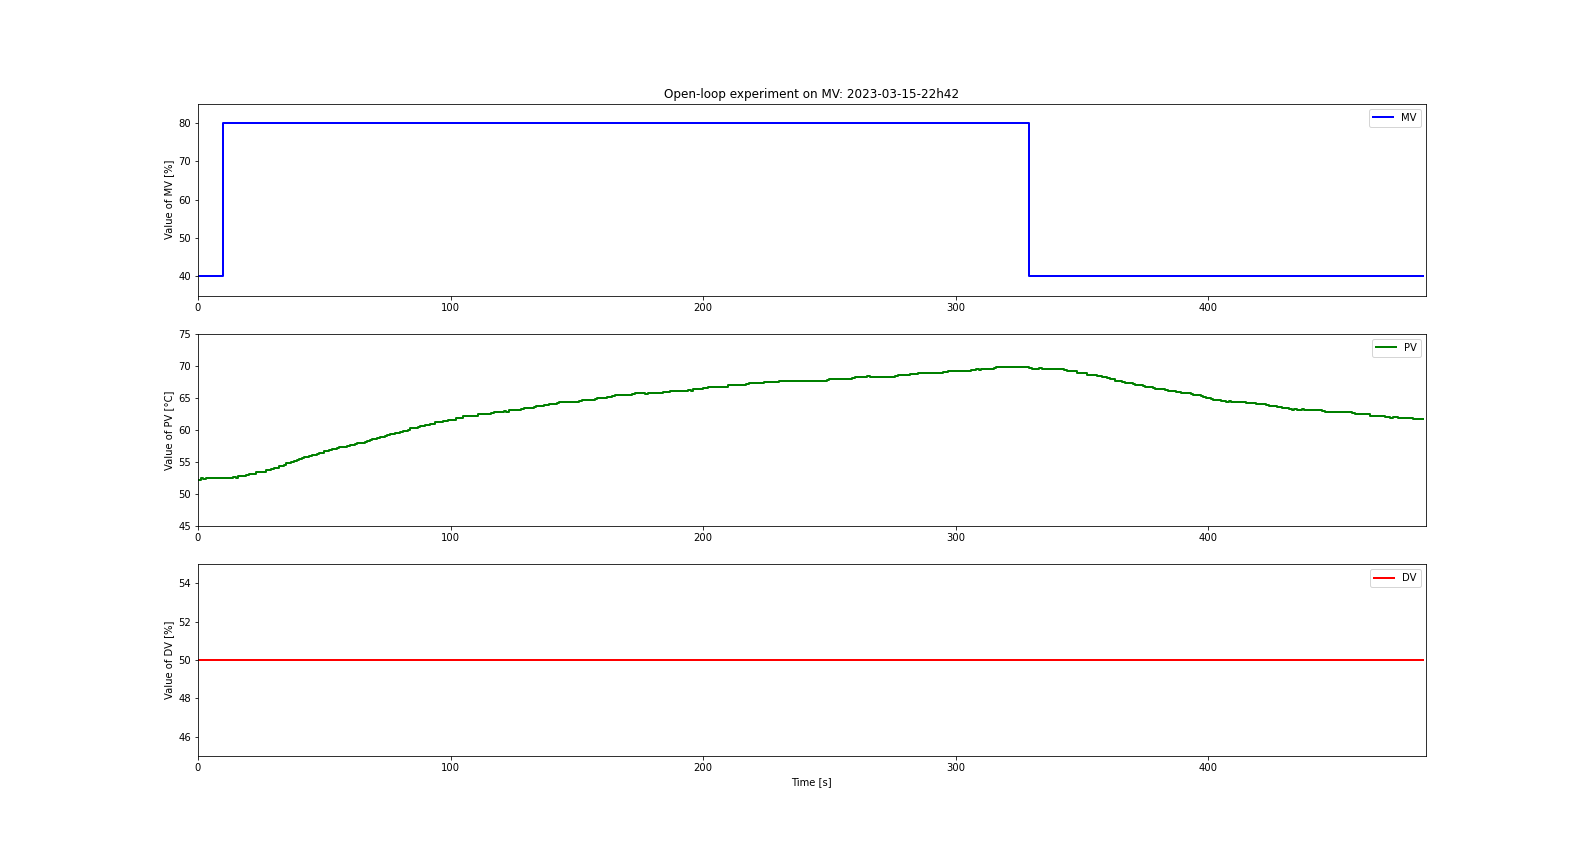 Open-loop experiment on MV: 2023-03-15-22h42
Value of MV [%]
80
70
60
50
40
MV
0 100 200 300 400
Value of PV [°C]
75
70
65
60
55
50
45
PV
0 100 200 300 400
Value of DV [%]
54
52
50
48
46
DV
0 100 200 300 400
Time [s]